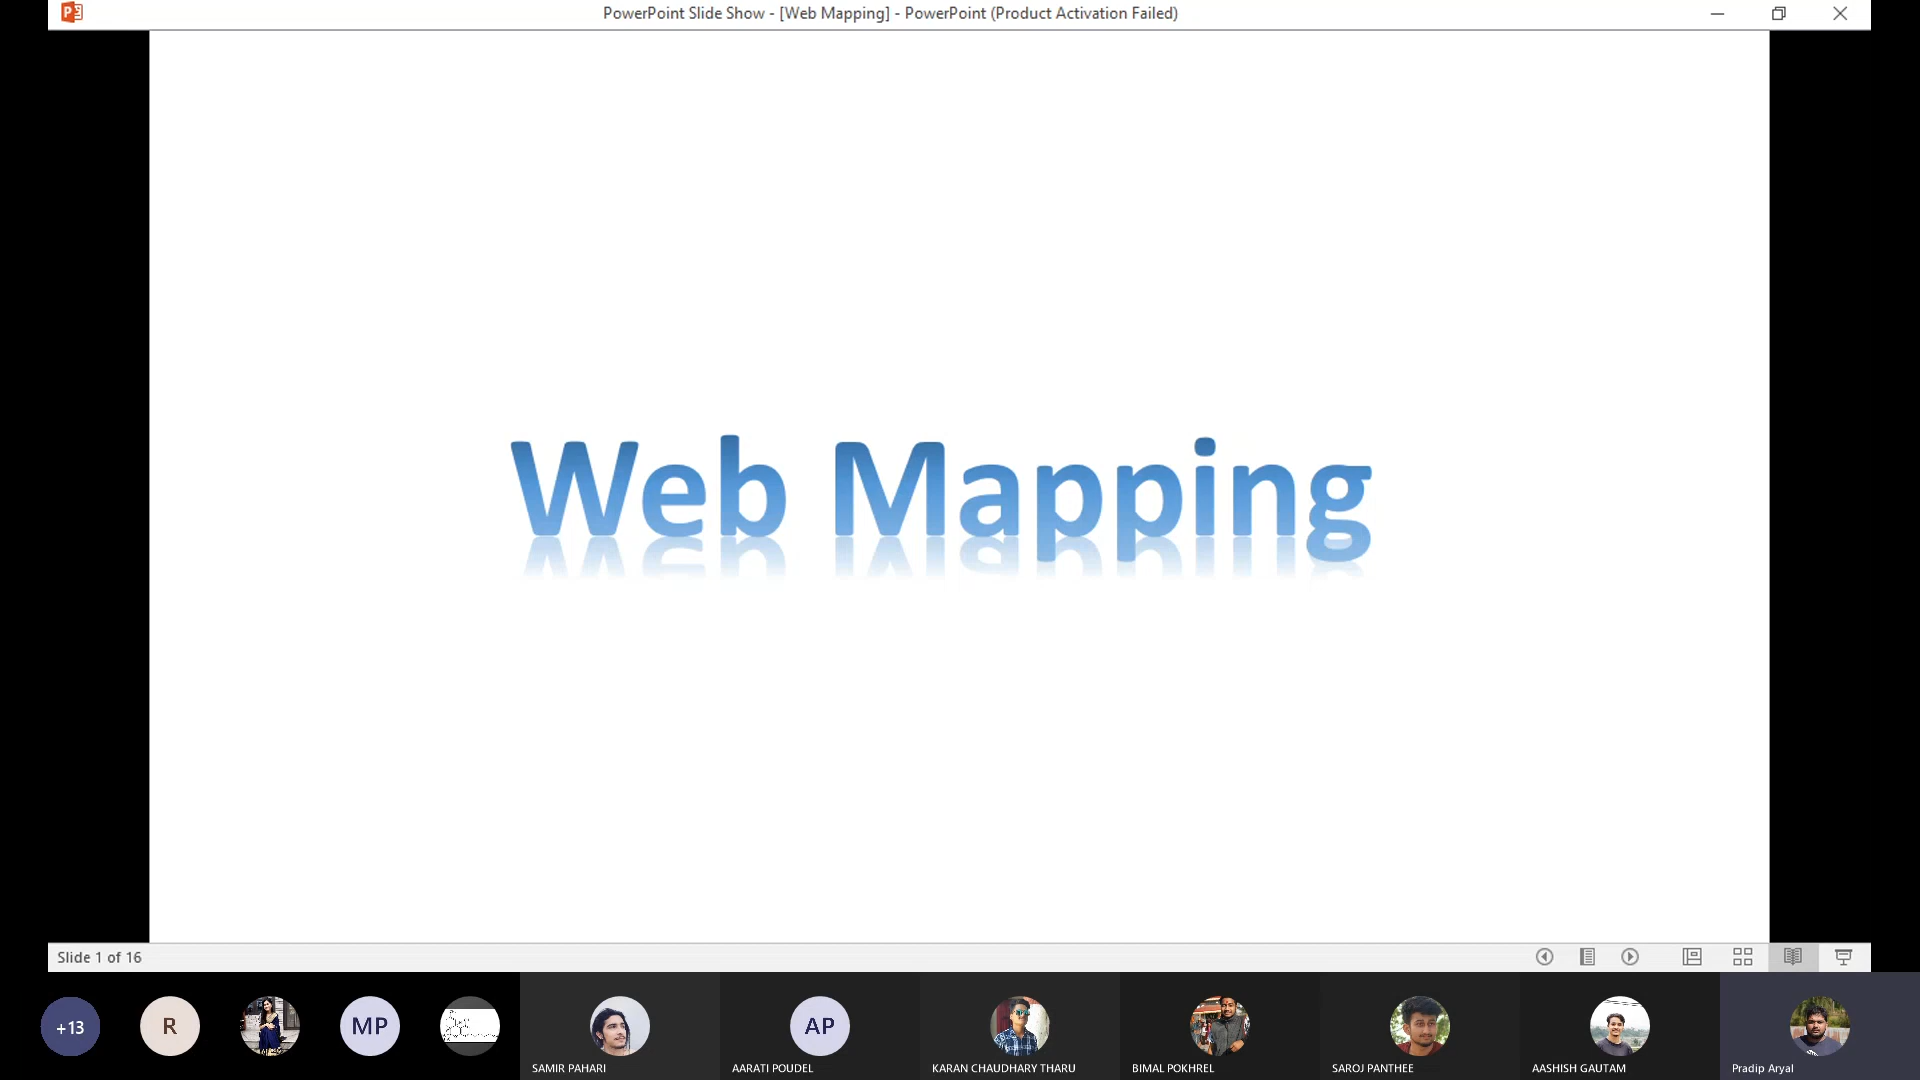 PowerPoint Slide Show - [Web Mapping] - PowerPoint (Product Activation Failed)
Web Mapping
Slide 1 of 16
+13
R
MP
AP
SAMIR PAHARI
AARATI POUDEL
KARAN CHAUDHARY THARU
BIMAL POKHREL
SAROJ PANTHEE
AASHISH GAUTAM
Pradip Aryal